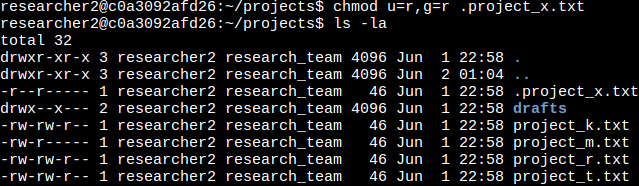 researcher2@c0a3092afd26:~/projects$ chmod u=r,g=r .project_x.txt
researcher2@c0a3092afd26:~/projects$ ls -la
total 32
drwxr-xr-x 3 researcher2 research_team 4096 Jun  1 22:58 .
drwxr-xr-x 3 researcher2 research_team 4096 Jun  2 01:04 ..
-r--r----- 1 researcher2 research_team   46 Jun  1 22:58 .project_x.txt
drwx--x--- 2 researcher2 research_team 4096 Jun  1 22:58 drafts
-rw-rw-r-- 1 researcher2 research_team   46 Jun  1 22:58 project_k.txt
-rw-r----- 1 researcher2 research_team   46 Jun  1 22:58 project_m.txt
-rw-rw-r-- 1 researcher2 research_team   46 Jun  1 22:58 project_r.txt
-rw-rw-r-- 1 researcher2 research_team   46 Jun  1 22:58 project_t.txt